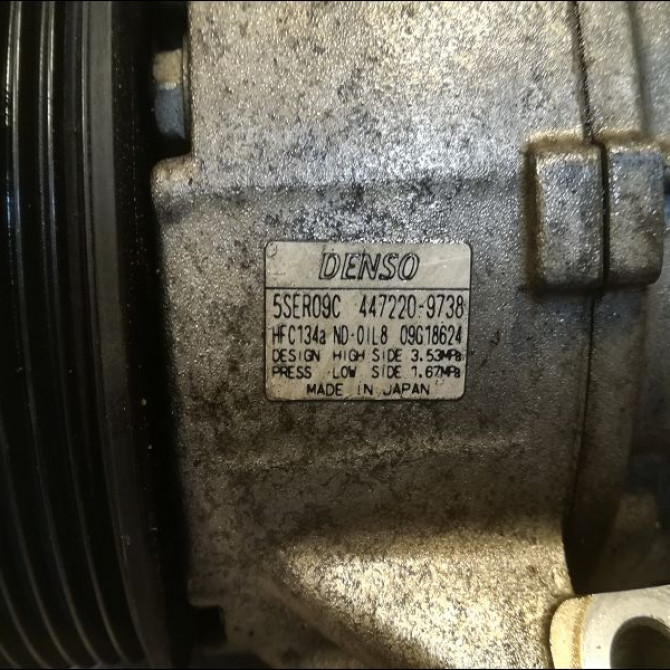 DENSO
5SER09C 447220-9738
HFC134a ND-OIL8 09G18624
DESIGN HIGH SIDE 3.53MPa
PRESS LOW SIDE 1.67MPa
MADE IN JAPAN